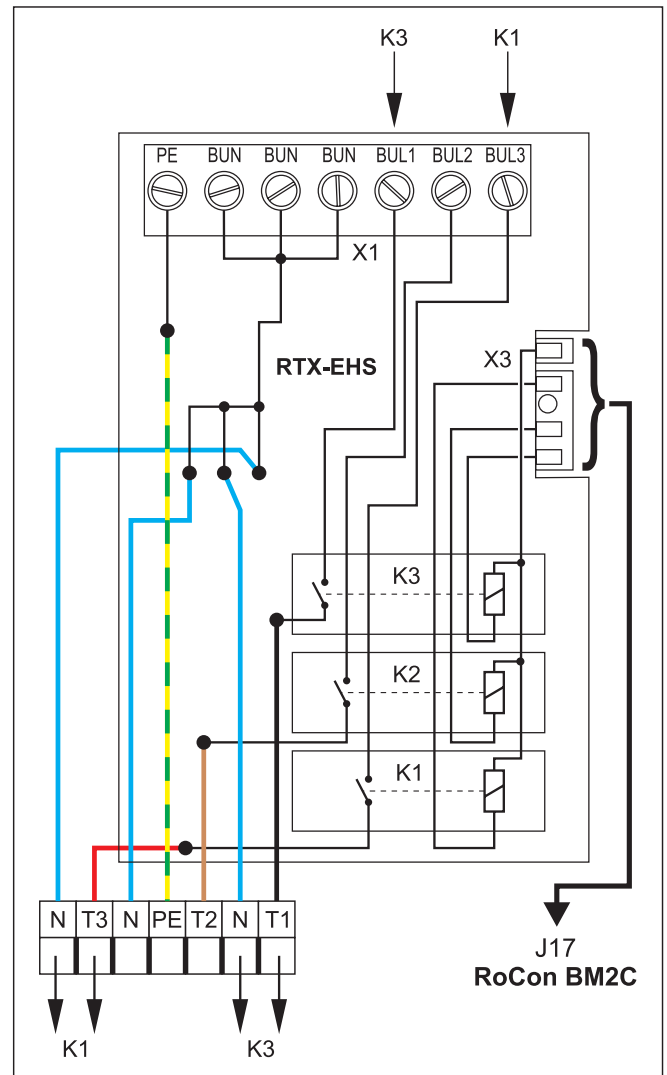 K3 K1
PE BUN BUN BUN BUL1 BUL2 BUL3
X1
RTX-EHS
X3
K3
K2
K1
N T3 N PE T2 N T1
K1 K3
J17
RoCon BM2C